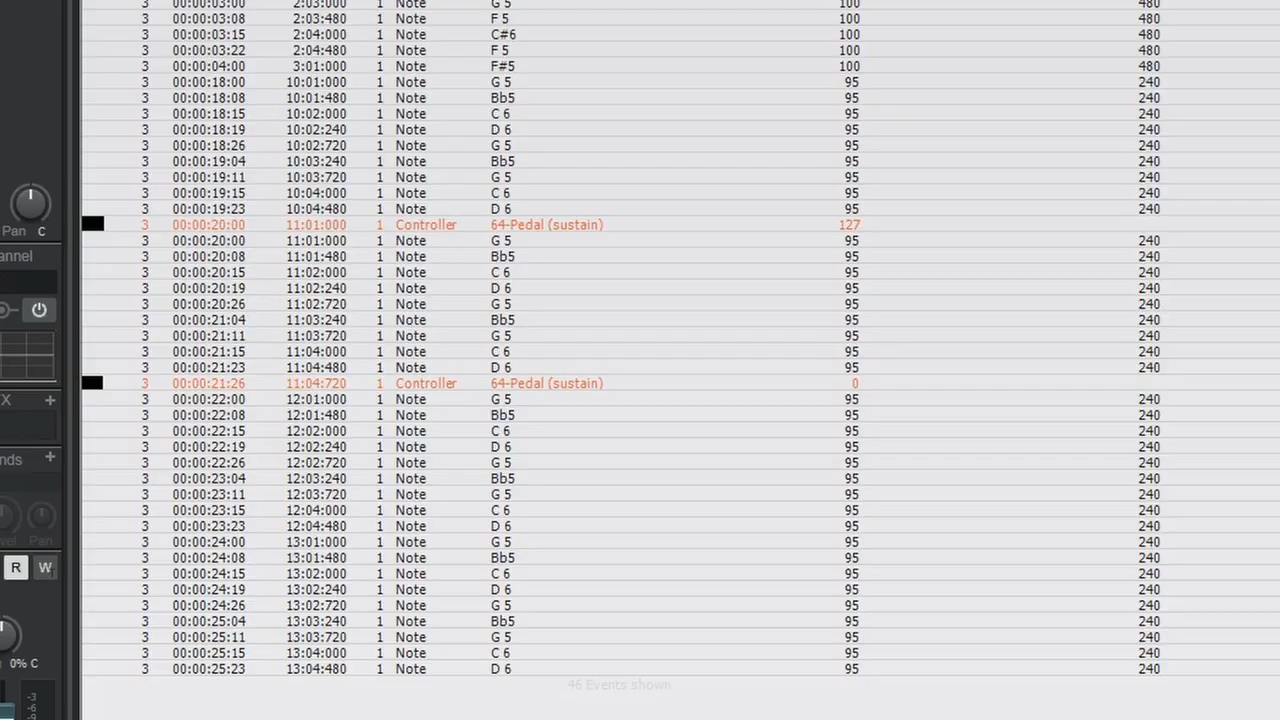 3 00:00:03:00 2:03:000 1 Note G 5 100 480
3 00:00:03:08 2:03:480 1 Note F 5 100 480
3 00:00:03:15 2:04:000 1 Note C#6 100 480
3 00:00:03:22 2:04:480 1 Note F 5 100 480
3 00:00:04:00 3:01:000 1 Note F#5 100 480
3 00:00:18:00 10:01:000 1 Note G 5 95 240
3 00:00:18:08 10:01:480 1 Note Bb5 95 240
3 00:00:18:15 10:02:000 1 Note C 6 95 240
3 00:00:18:19 10:02:240 1 Note D 6 95 240
3 00:00:18:26 10:02:720 1 Note G 5 95 240
3 00:00:19:04 10:03:240 1 Note Bb5 95 240
3 00:00:19:11 10:03:720 1 Note G 5 95 240
3 00:00:19:15 10:04:000 1 Note C 6 95 240
3 00:00:19:23 10:04:480 1 Note D 6 95 240
3 00:00:20:00 11:01:000 1 Controller 64-Pedal (sustain) 127
3 00:00:20:00 11:01:000 1 Note G 5 95 240
3 00:00:20:08 11:01:480 1 Note Bb5 95 240
3 00:00:20:15 11:02:000 1 Note C 6 95 240
3 00:00:20:19 11:02:240 1 Note D 6 95 240
3 00:00:20:26 11:02:720 1 Note G 5 95 240
3 00:00:21:04 11:03:240 1 Note Bb5 95 240
3 00:00:21:11 11:03:720 1 Note G 5 95 240
3 00:00:21:15 11:04:000 1 Note C 6 95 240
3 00:00:21:23 11:04:480 1 Note D 6 95 240
3 00:00:21:26 11:04:720 1 Controller 64-Pedal (sustain) 0
3 00:00:22:00 12:01:000 1 Note G 5 95 240
3 00:00:22:08 12:01:480 1 Note Bb5 95 240
3 00:00:22:15 12:02:000 1 Note C 6 95 240
3 00:00:22:19 12:02:240 1 Note D 6 95 240
3 00:00:22:26 12:02:720 1 Note G 5 95 240
3 00:00:23:04 12:03:240 1 Note Bb5 95 240
3 00:00:23:11 12:03:720 1 Note G 5 95 240
3 00:00:23:15 12:04:000 1 Note C 6 95 240
3 00:00:23:23 12:04:480 1 Note D 6 95 240
3 00:00:24:00 13:01:000 1 Note G 5 95 240
3 00:00:24:08 13:01:480 1 Note Bb5 95 240
3 00:00:24:15 13:02:000 1 Note C 6 95 240
3 00:00:24:19 13:02:240 1 Note D 6 95 240
3 00:00:24:26 13:02:720 1 Note G 5 95 240
3 00:00:25:04 13:03:240 1 Note Bb5 95 240
3 00:00:25:11 13:03:720 1 Note G 5 95 240
3 00:00:25:15 13:04:000 1 Note C 6 95 240
3 00:00:25:23 13:04:480 1 Note D 6 95 240
46 Events shown
Pan C
annel
X +
nds +
vel Pan
R W
0% C
-3
-6
-9